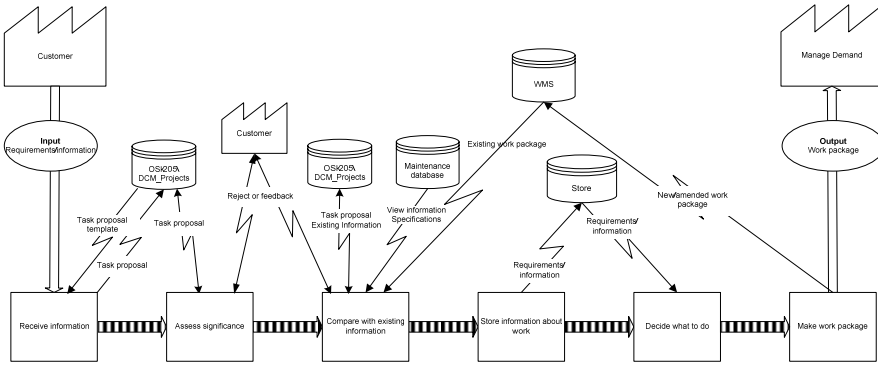 Customer
Manage Demand
WMS
Input
Requirements/information
Customer
Output
Work package
OSI\205\
DCM_Projects
OSI\205\
DCM_Projects
Maintenance
database
Existing work package
Store
Reject or feedback
New/amended work
package
Task proposal
template
Task proposal
Task proposal
Existing Information
View information
Specifications
Requirements/
information
Task proposal
Requirements/
information
Receive information
Assess significance
Compare with existing
information
Store information about
work
Decide what to do
Make work package